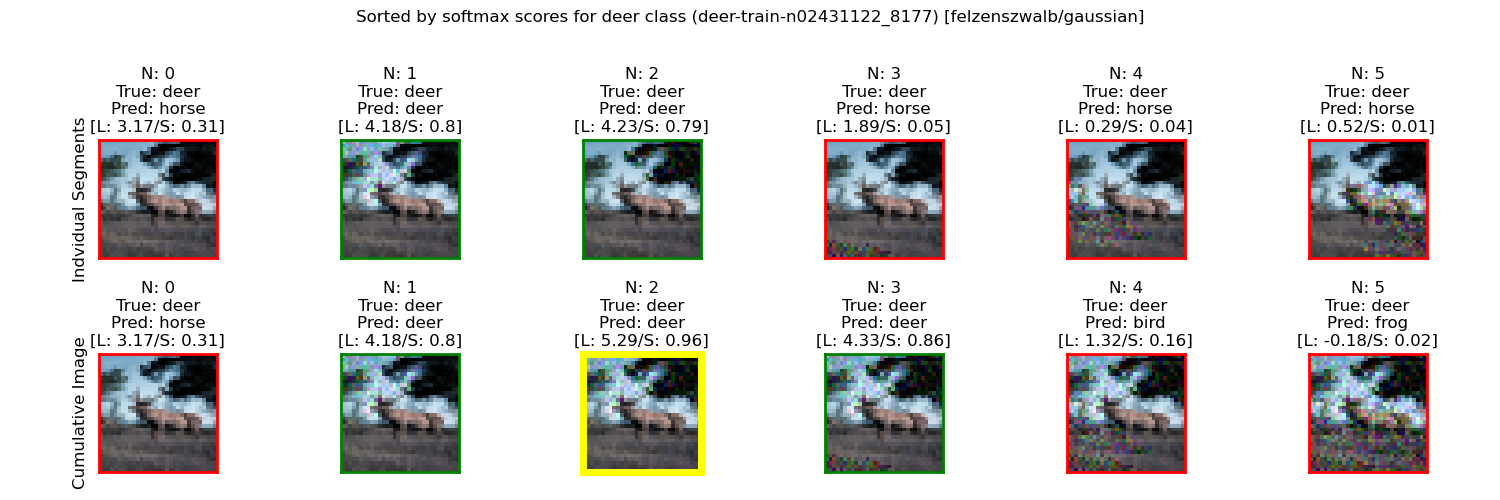 Sorted by softmax scores for deer class (deer-train-n02431122_8177) [felzenszwalb/gaussian]
Indvidual Segments
N: 0
True: deer
Pred: horse
[L: 3.17/S: 0.31]
N: 1
True: deer
Pred: deer
[L: 4.18/S: 0.8]
N: 2
True: deer
Pred: deer
[L: 4.23/S: 0.79]
N: 3
True: deer
Pred: horse
[L: 1.89/S: 0.05]
N: 4
True: deer
Pred: horse
[L: 0.29/S: 0.04]
N: 5
True: deer
Pred: horse
[L: 0.52/S: 0.01]
Cumulative Image
N: 0
True: deer
Pred: horse
[L: 3.17/S: 0.31]
N: 1
True: deer
Pred: deer
[L: 4.18/S: 0.8]
N: 2
True: deer
Pred: deer
[L: 5.29/S: 0.96]
N: 3
True: deer
Pred: deer
[L: 4.33/S: 0.86]
N: 4
True: deer
Pred: bird
[L: 1.32/S: 0.16]
N: 5
True: deer
Pred: frog
[L: -0.18/S: 0.02]